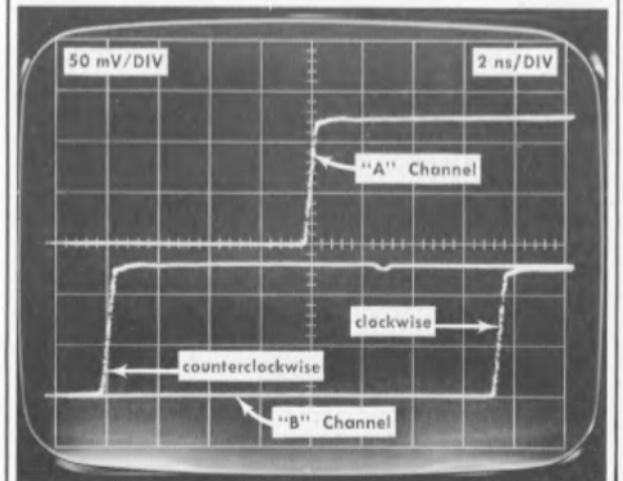 50 mV/DIV
2 ns/DIV
"A" Channel
clockwise
counterclockwise
"B" Channel